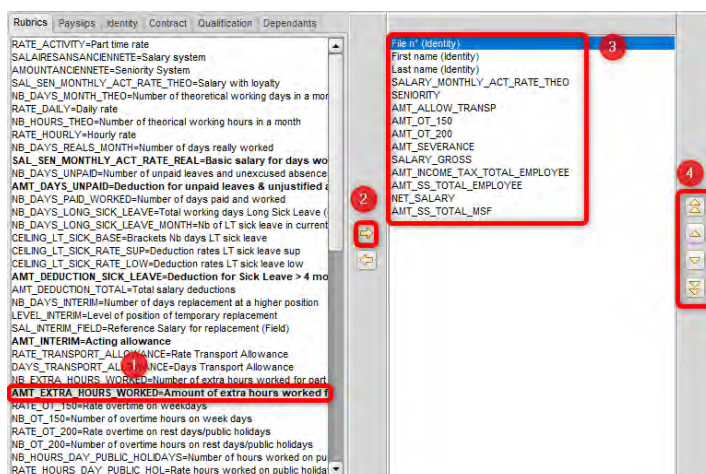 Rubrics Payslps Identity Contract Qualification Dependants
RATE_ACTIVITY=Part time rate
SALAIRESANSANCIENNETE=Salary system
AMOUNTANCIENNETE=Seniority System
SAL_SEN_MONTHLY_ACT_RATE_THEO=Salary with loyalty
NB_DAYS_MONTH_THEO=Number of theoretical working days in a mor
RATE_DAILY=Daily rate
NB_HOURS_THEO=Number of theorical working hours in a month
RATE_HOURLY=Hourly rate
NB_DAYS_REALS_MONTH=Number of days really worked
SAL_SEN_MONTHLY_ACT_RATE_REAL=Basic salary for days wo
NB_DAYS_UNPAID=Number of unpaid leaves and unexcused absence
AMT_DAYS_UNPAID=Deduction for unpaid leaves & unjustified a
NB_DAYS_PAID_WORKED=Number of days paid and worked
NB_DAYS_LONG_SICK_LEAVE=Total working days Long Sick Leave (
NB_DAYS_LONG_SICK_LEAVE_MONTH=Nb of LT sick leave in current
CEILING_LT_SICK_BASE=Brackets Nb days LT sick leave
CEILING_LT_SICK_RATE_SUP=Deduction rates LT sick leave sup
CEILING_LT_SICK_RATE_LOW=Deduction rates LT sick leave low
AMT_DEDUCTION_SICK_LEAVE=Deduction for Sick Leave > 4 mo
AMT_DEDUCTION_TOTAL=Total salary deductions
NB_DAYS_INTERIM=Number of days replacement at a higher position
LEVEL_INTERIM=Level of position of temporary replacement
SAL_INTERIM_FIELD=Reference Salary for replacement (Field)
AMT_INTERIM=Acting allowance
RATE_TRANSPORT_ALLOWANCE=Rate Transport Allowance
DAYS_TRANSPORT_ALLOWANCE=Days Transport Allowance
1
NB_EXTRA_HOURS_WORKED=Number of extra hours worked for part
AMT_EXTRA_HOURS_WORKED=Amount of extra hours worked f
RATE_OT_150=Rate overtime on weekdays
NB_OT_150=Number of overtime hours on week days
RATE_OT_200=Rate overtime on rest days/public holidays
NB_OT_200=Number of overtime hours on rest days/public holidays
NB_HOURS_DAY_PUBLIC_HOLIDAYS=Number of hours worked on pu
RATE_HOURS_DAY_PUBLIC_HOL=Rate hours worked on public holida
2
File n° (Identity)
3
First name (Identity)
Last name (Identity)
SALARY_MONTHLY_ACT_RATE_THEO
SENIORITY
AMT_ALLOW_TRANSP
AMT_OT_150
AMT_OT_200
AMT_SEVERANCE
SALARY_GROSS
AMT_INCOME_TAX_TOTAL_EMPLOYEE
AMT_SS_TOTAL_EMPLOYEE
NET_SALARY
AMT_SS_TOTAL_MSF
4